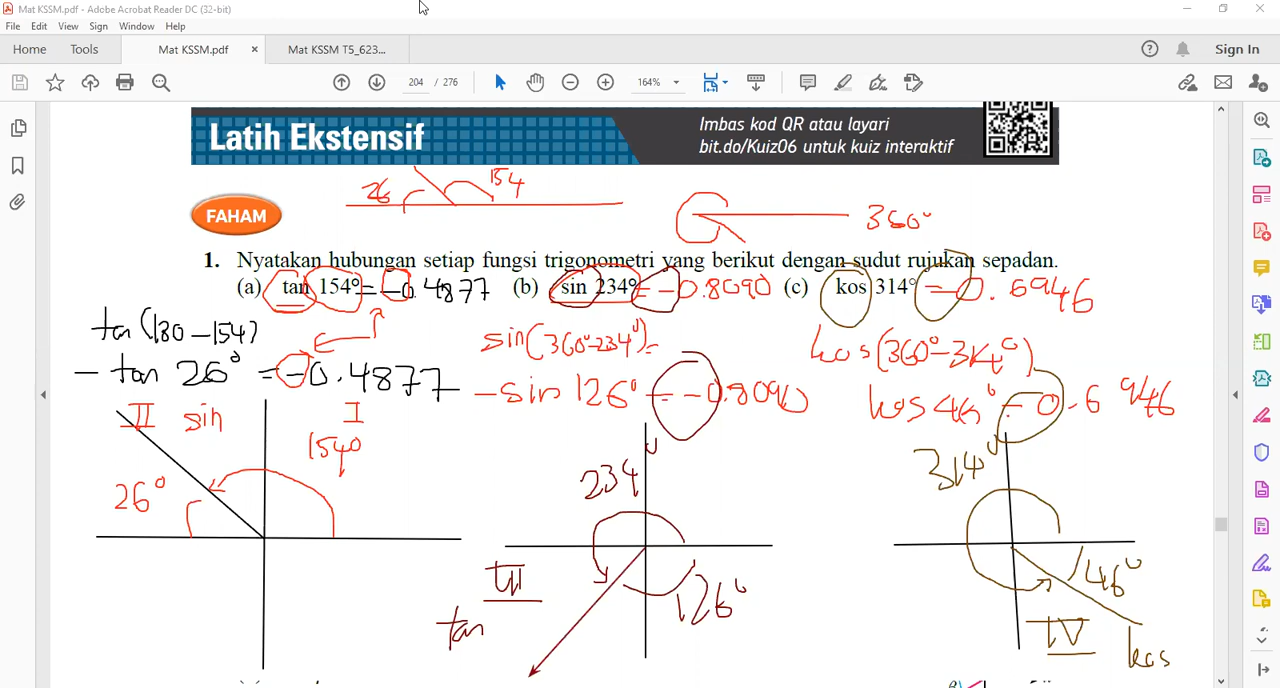 Mat KSSM.pdf - Adobe Acrobat Reader DC (32-bit)
File Edit View Sign Window Help
Home Tools Mat KSSM.pdf × Mat KSSM T5_623... Sign In
204 / 276 164%
Latih Ekstensif
Imbas kod QR atau layari
bit.do/Kuiz06 untuk kuiz interaktif
26 154
FAHAM
360°
1. Nyatakan hubungan setiap fungsi trigonometri yang berikut dengan sudut rujukan sepadan.
(a) tan 154° = -0.4877 (b) sin 234° = -0.8090 (c) kos 314° = 0.6946
tan(180-154) sin(360°-234°)= kos(360°-314°)
- tan 26° = -0.4877 - sin 126° = -0.8090 kos 46° = 0.6946
II sin I
154°
26°
234°
III
126°
tan
314°
46°
IV
kos